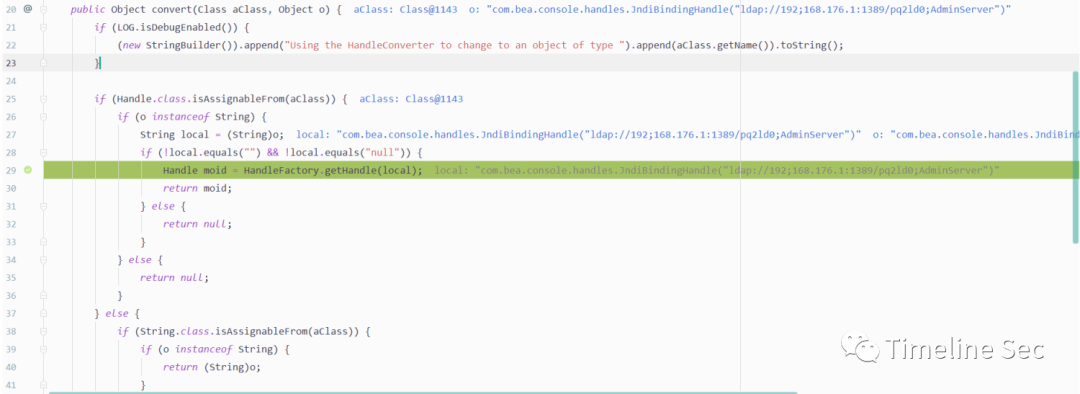 20 @ public Object convert(Class aClass, Object o) { aClass: Class@1143 o: "com.bea.console.handles.JndiBindingHandle("ldap://192;168.176.1:1389/pq2ld0;AdminServer")"
21 if (LOG.isDebugEnabled()) {
22 (new StringBuilder()).append("Using the HandleConverter to change to an object of type ").append(aClass.getName()).toString();
23 }
24
25 if (Handle.class.isAssignableFrom(aClass)) { aClass: Class@1143
26 if (o instanceof String) {
27 String local = (String)o; local: "com.bea.console.handles.JndiBindingHandle("ldap://192;168.176.1:1389/pq2ld0;AdminServer")" o: "com.bea.console.handles.JndiBind
28 if (!local.equals("") && !local.equals("null")) {
29 Handle moid = HandleFactory.getHandle(local); local: "com.bea.console.handles.JndiBindingHandle("ldap://192;168.176.1:1389/pq2ld0;AdminServer")"
30 return moid;
31 } else {
32 return null;
33 }
34 } else {
35 return null;
36 }
37 } else {
38 if (String.class.isAssignableFrom(aClass)) {
39 if (o instanceof String) {
40 return (String)o;
41 }
Timeline Sec